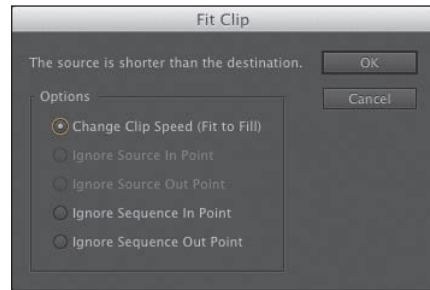 Fit Clip
The source is shorter than the destination.
OK
Cancel
Options
Change Clip Speed (Fit to Fill)
Ignore Source In Point
Ignore Source Out Point
Ignore Sequence In Point
Ignore Sequence Out Point